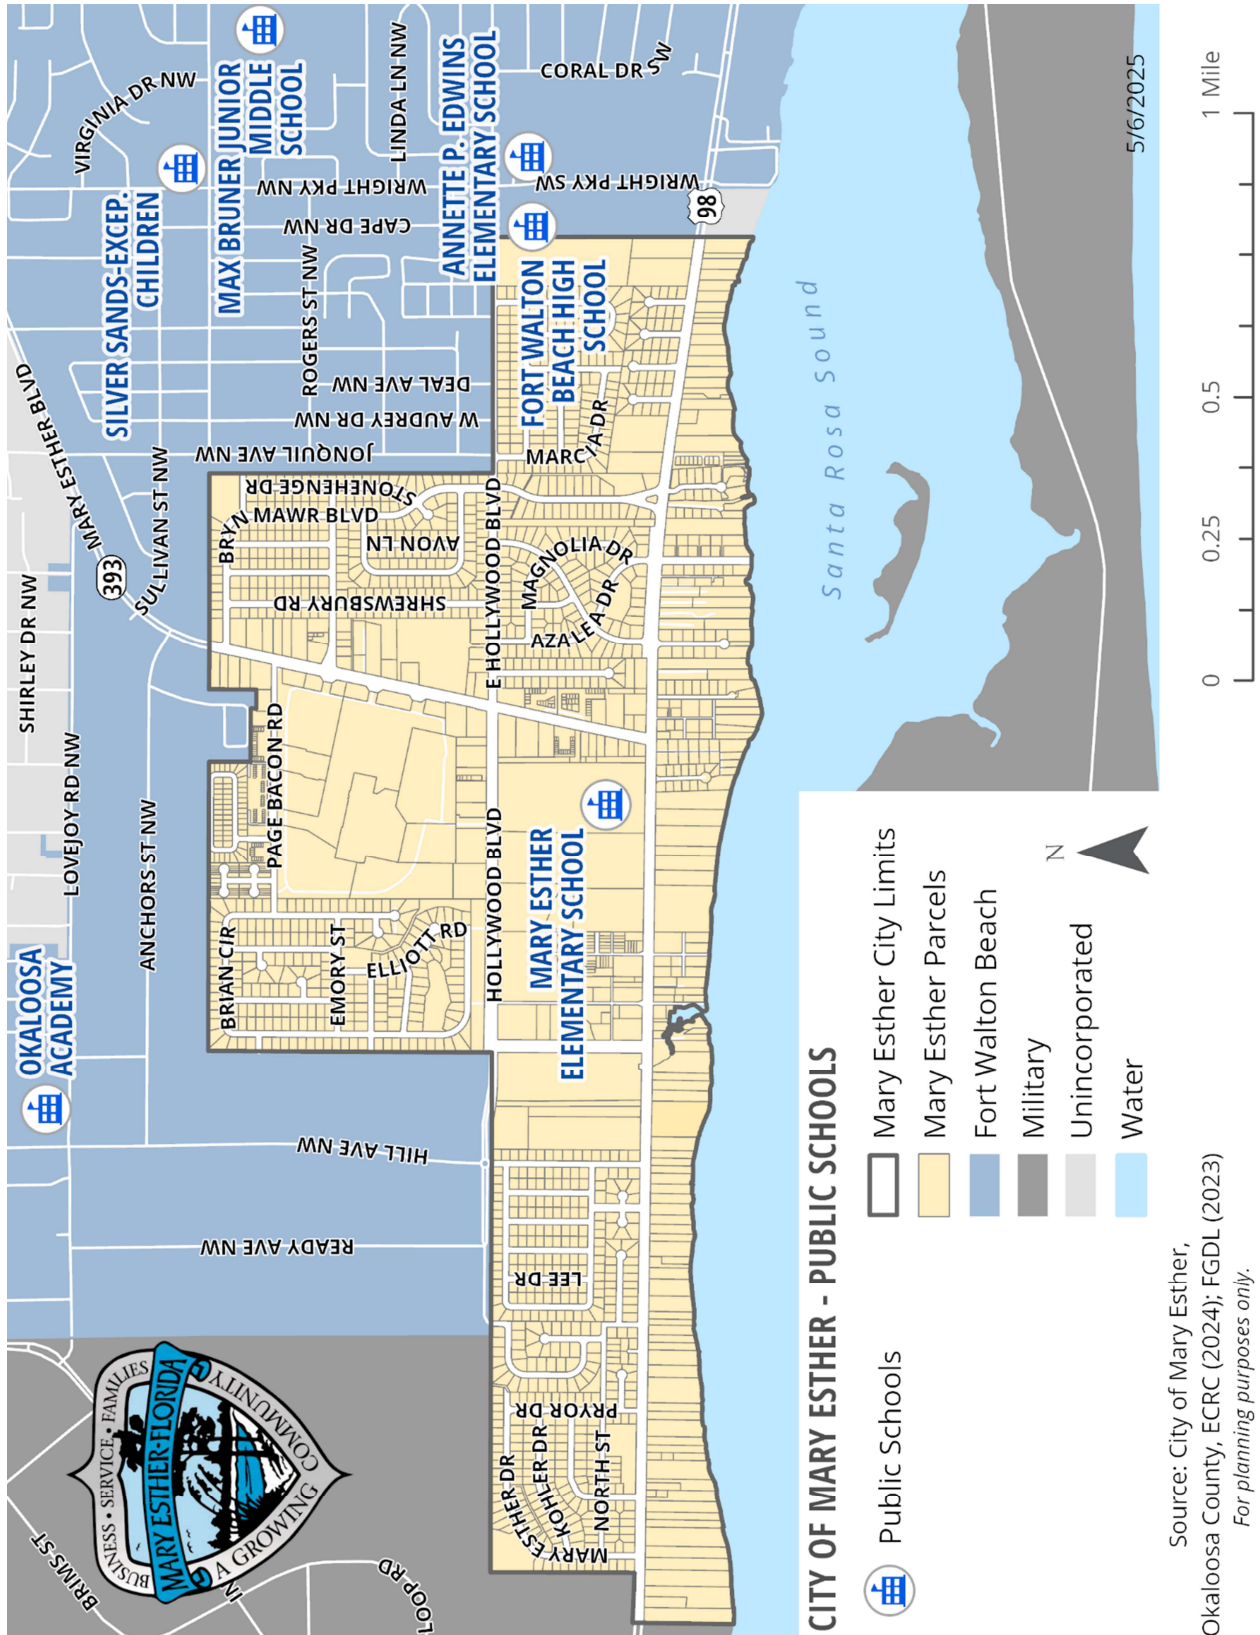 BUSINESS • SERVICE • FAMILIES
MARY ESTHER•FLORIDA
A GROWING COMMUNITY
BRIMS ST
LOOP RD
OKALOOSA
ACADEMY
SHIRLEY DR NW
LOVEJOY RD NW
ANCHORS ST NW
MARY ESTHER BLVD
393
SULLIVAN ST NW
SILVER SANDS-EXCEP.
CHILDREN
VIRGINIA DR NW
MAX BRUNER JUNIOR
MIDDLE
SCHOOL
WRIGHT PKY NW
CAPE DR NW
ROGERS ST NW
LINDA LN NW
DEAL AVE NW
W AUDREY DR NW
JONQUIL AVE NW
ANNETTE P. EDWINS
ELEMENTARY SCHOOL
CORAL DR SW
WRIGHT PKY SW
FORT WALTON
BEACH HIGH
SCHOOL
98
READY AVE NW
HILL AVE NW
BRIAN CIR
EMORY ST
ELLIOTT RD
PAGE BACON RD
HOLLYWOOD BLVD
E HOLLYWOOD BLVD
SHREWSBURY RD
BRYN MAWR BLVD
AVON LN
STONEHENGE DR
MAGNOLIA DR
AZALEA DR
MARCIA DR
MARY ESTHER
ELEMENTARY SCHOOL
MARY ESTHER DR
KOHLER DR
NORTH ST
PRYOR DR
LEE DR
Santa Rosa Sound
5/6/2025
CITY OF MARY ESTHER - PUBLIC SCHOOLS
Public Schools
Mary Esther City Limits
Mary Esther Parcels
Fort Walton Beach
Military
Unincorporated
Water
N
Source: City of Mary Esther,
Okaloosa County, ECRC (2024); FGDL (2023)
For planning purposes only.
0 0.25 0.5 1 Mile